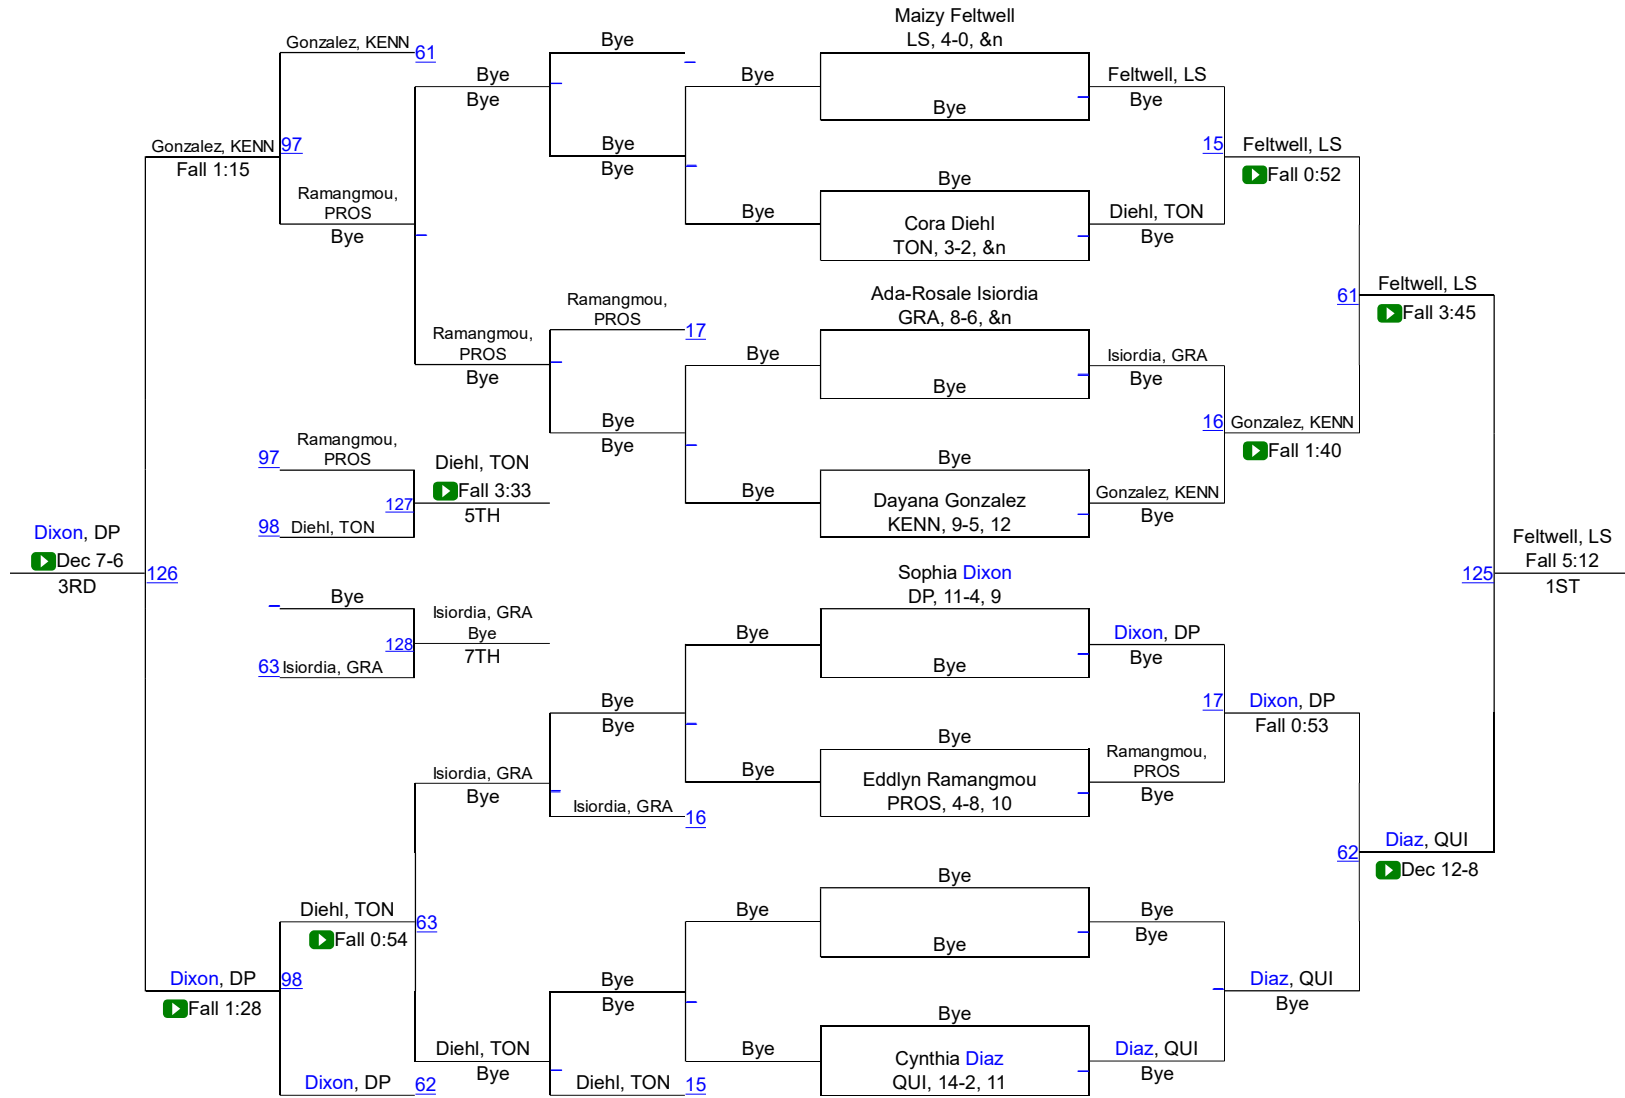 Maizy Feltwell
LS, 4-0, &n
Bye
Bye
Cora Diehl
TON, 3-2, &n
Ada-Rosale Isiordia
GRA, 8-6, &n
Bye
Bye
Dayana Gonzalez
KENN, 9-5, 12
Sophia Dixon
DP, 11-4, 9
Bye
Bye
Eddlyn Ramangmou
PROS, 4-8, 10
Bye
Bye
Bye
Cynthia Diaz
QUI, 14-2, 11
Feltwell, LS
Bye
15
Diehl, TON
Bye
Isiordia, GRA
Bye
16
Gonzalez, KENN
Bye
Dixon, DP
Bye
17
Ramangmou,
PROS
Bye
Bye
Bye
Diaz, QUI
Bye
Feltwell, LS
Fall 0:52
61
Gonzalez, KENN
Fall 1:40
Dixon, DP
Fall 0:53
62
Diaz, QUI
Bye
Feltwell, LS
Fall 3:45
125
Diaz, QUI
Dec 12-8
Feltwell, LS
Fall 5:12
1ST
Bye
Bye
Bye
Bye
Bye
Bye
Bye
Bye
Bye
Bye
Bye
Ramangmou,
PROS
17
Bye
Bye
Bye
Bye
Isiordia, GRA
16
Bye
Bye
Diehl, TON
15
Bye
Bye
Ramangmou,
PROS
Bye
Isiordia, GRA
Bye
Diehl, TON
Bye
Gonzalez, KENN
61
97
Ramangmou,
PROS
Bye
Diehl, TON
Fall 0:54
63
98
Dixon, DP
62
Gonzalez, KENN
Fall 1:15
126
Dixon, DP
Fall 1:28
Dixon, DP
Dec 7-6
3RD
97
Ramangmou,
PROS
98
Diehl, TON
127
Diehl, TON
Fall 3:33
5TH
Bye
63
Isiordia, GRA
128
Isiordia, GRA
Bye
7TH